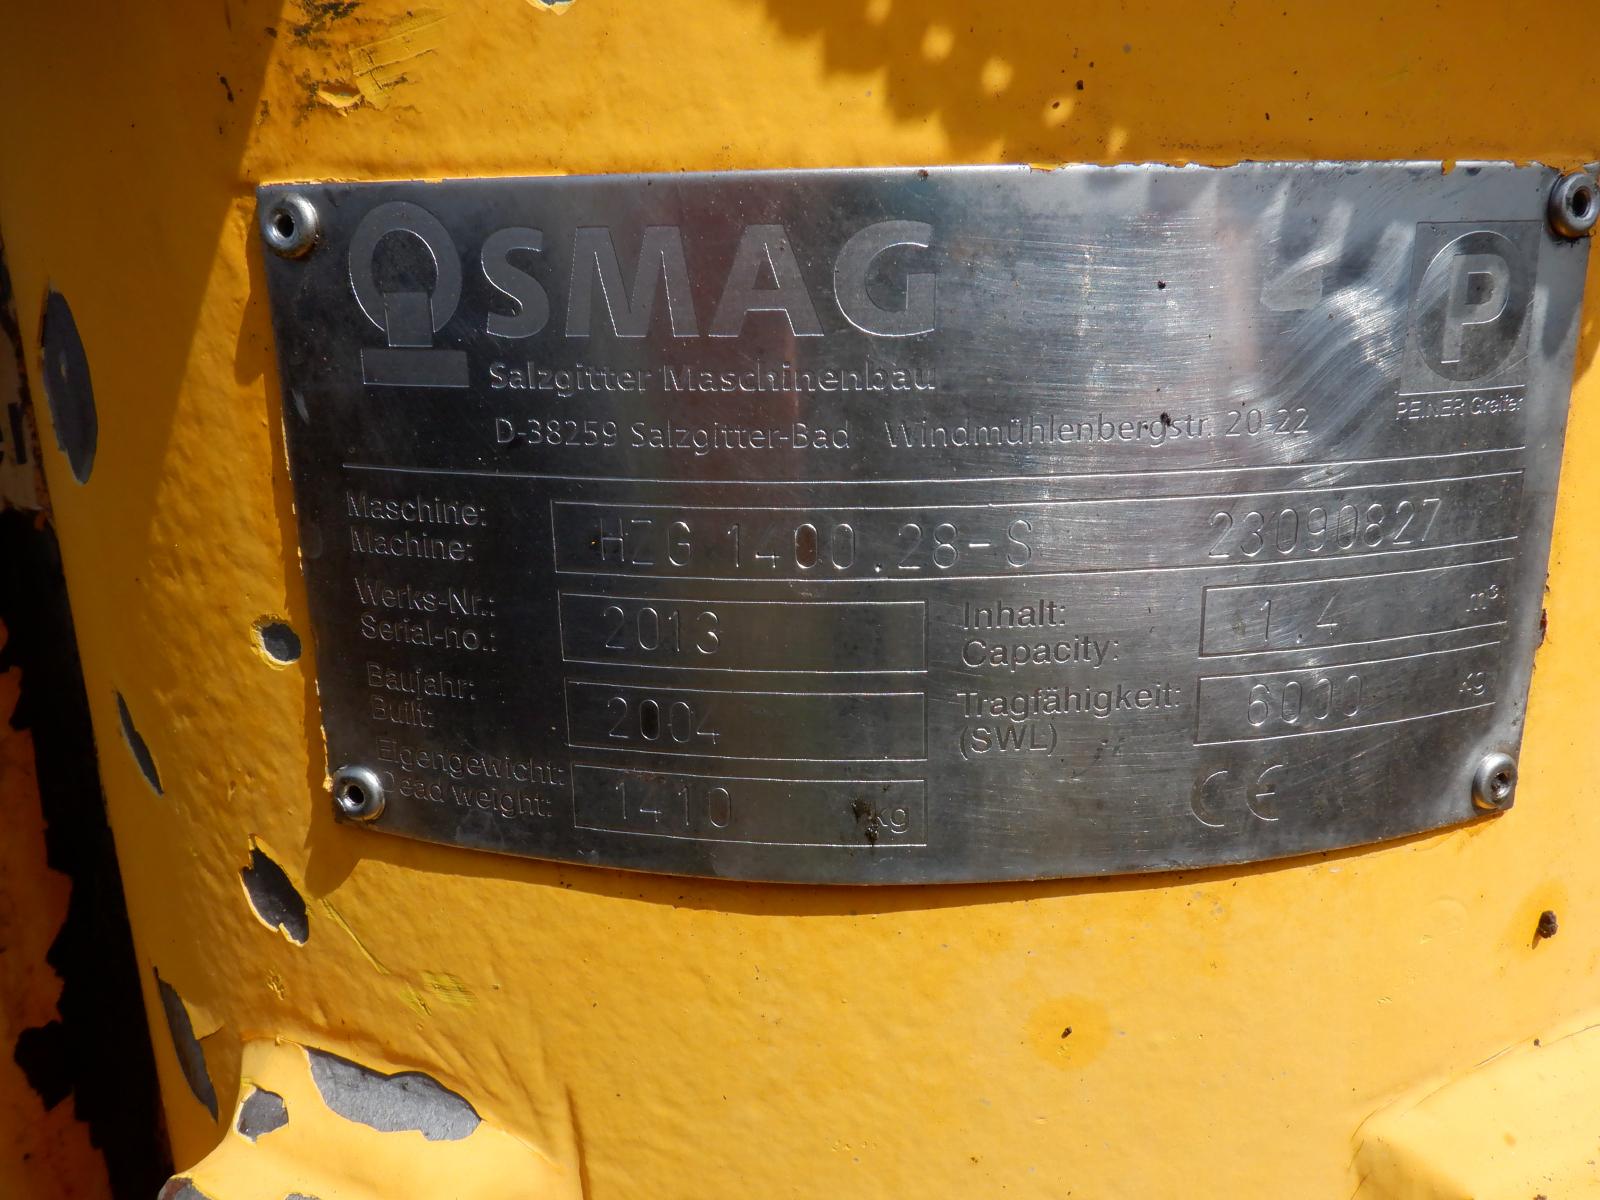 SMAG
Salzgitter Maschinenbau
D-38259 Salzgitter-Bad Windmühlenbergstr. 20-22
P
PEINER Greifer
Maschine:
Machine:
HZG 1400.28-S 23090827
Werks-Nr.:
Serial-no.:
2013
Inhalt:
Capacity:
1.4 m³
Baujahr:
Built:
2004
Tragfähigkeit:
(SWL)
6000 kg
Eigengewicht:
Dead weight:
1410 kg
CE